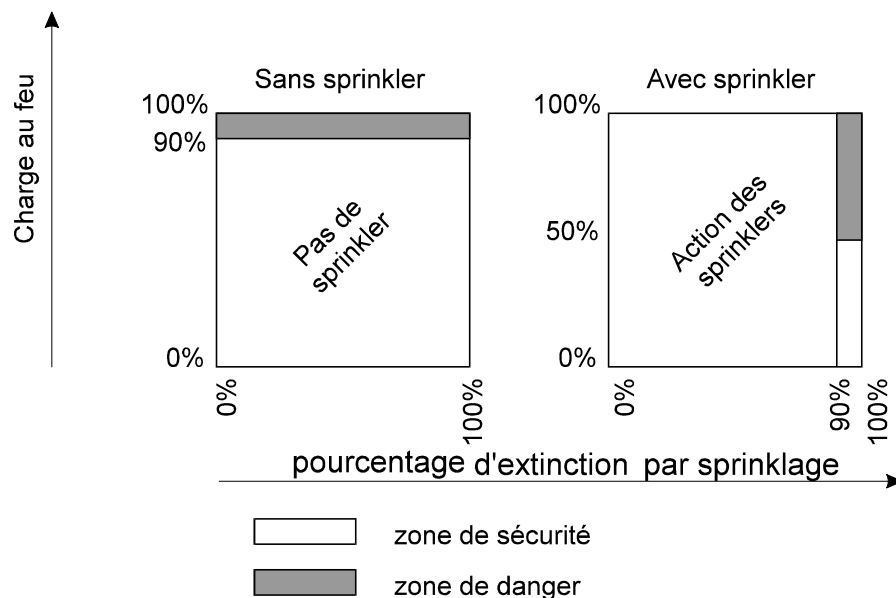 Charge au feu
Sans sprinkler
100%
90%
0%
Pas de
sprinkler
0%
100%
Avec sprinkler
100%
50%
0%
Action des
sprinklers
0%
90%
100%
pourcentage d'extinction par sprinklage
zone de sécurité
zone de danger